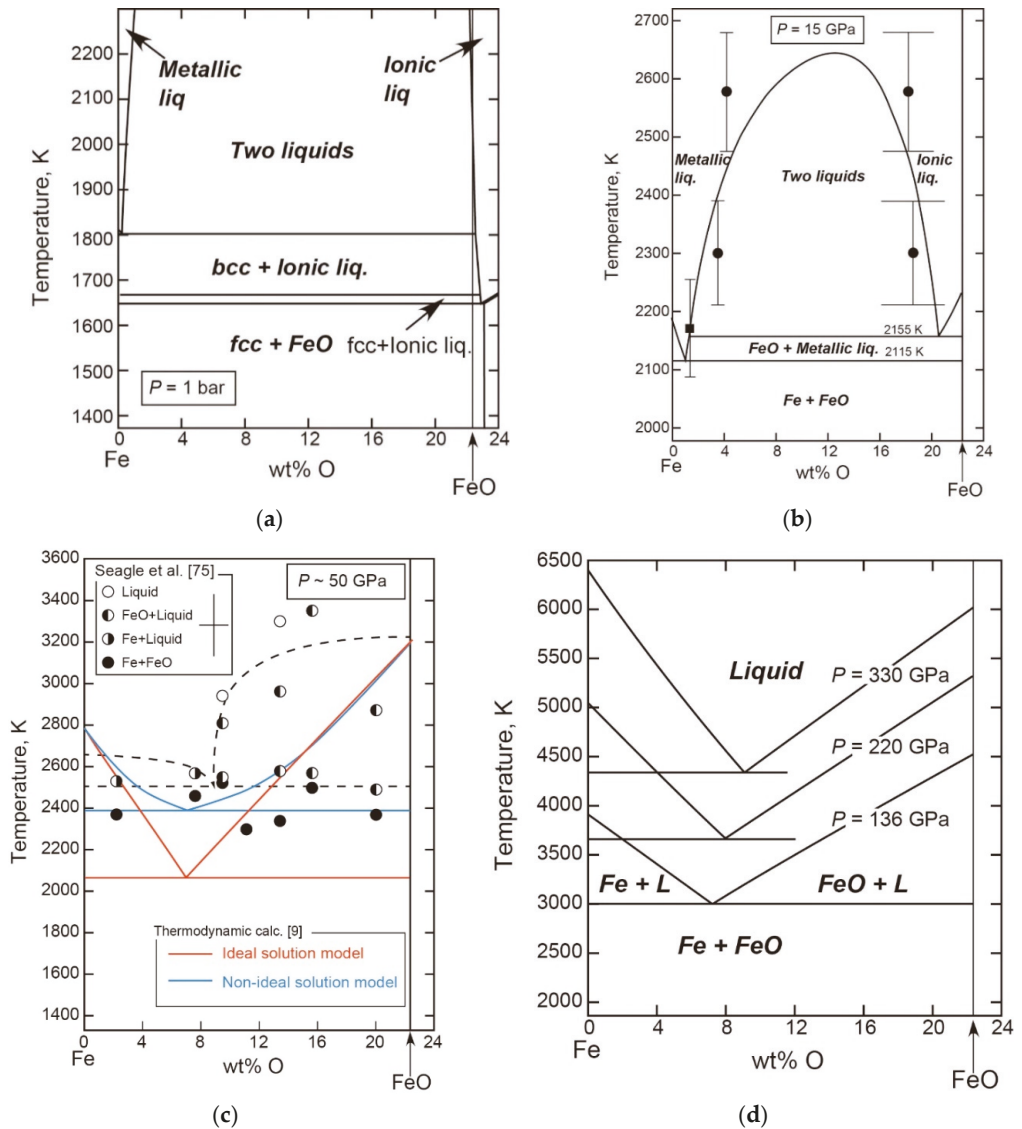 2200
2100
2000
1900
1800
1700
1600
1500
1400
Temperature, K
Metallic
liq
Ionic
liq
Two liquids
bcc + Ionic liq.
fcc + FeO
fcc+Ionic liq.
P = 1 bar
0
4
8
12
16
20
24
Fe
wt% O
FeO
(a)
2700
2600
2500
2400
2300
2200
2100
2000
Temperature, K
P = 15 GPa
Metallic
liq.
Two liquids
Ionic
liq.
2155 K
FeO + Metallic liq.
2115 K
Fe + FeO
0
4
8
12
16
20
24
Fe
wt% O
FeO
(b)
3600
3400
3200
3000
2800
2600
2400
2200
2000
1800
1600
1400
Temperature, K
Seagle et al. [75]
Liquid
FeO+Liquid
Fe+Liquid
Fe+FeO
P ~ 50 GPa
Thermodynamic calc. [9]
Ideal solution model
Non-ideal solution model
0
4
8
12
16
20
24
Fe
wt% O
FeO
(c)
6500
6000
5500
5000
4500
4000
3500
3000
2500
2000
Temperature, K
Liquid
P = 330 GPa
P = 220 GPa
P = 136 GPa
Fe + L
FeO + L
Fe + FeO
0
4
8
12
16
20
24
Fe
wt% O
FeO
(d)